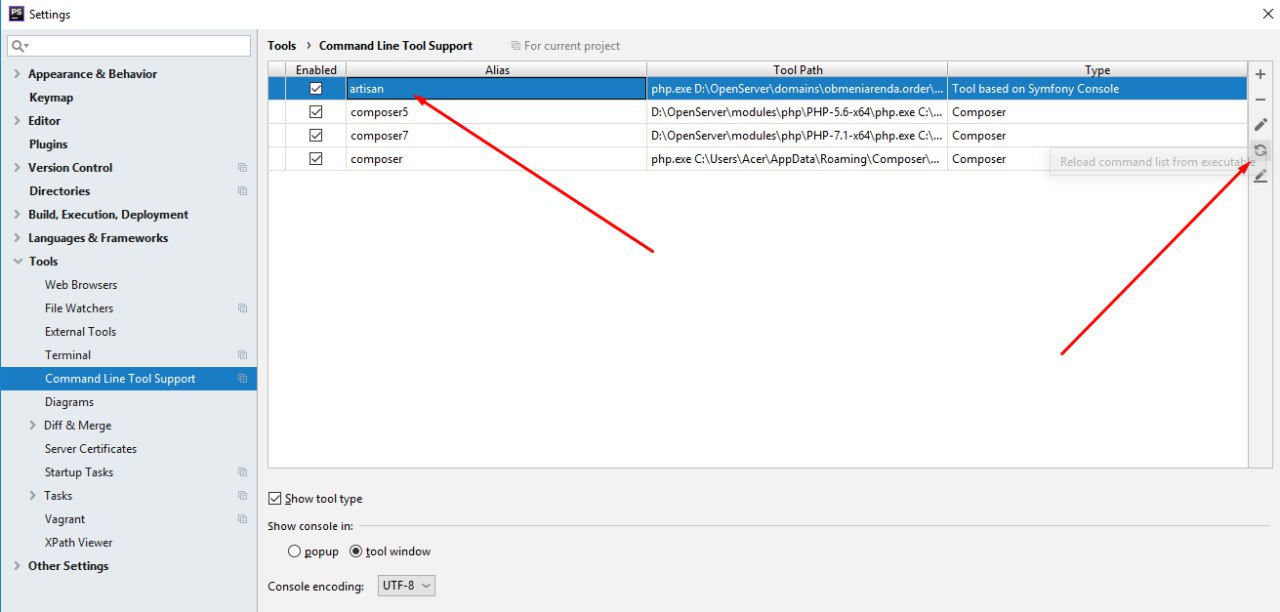 PS Settings
Appearance & Behavior
Keymap
Editor
Plugins
Version Control
Directories
Build, Execution, Deployment
Languages & Frameworks
Tools
Web Browsers
File Watchers
External Tools
Terminal
Command Line Tool Support
Diagrams
Diff & Merge
Server Certificates
Startup Tasks
Tasks
Vagrant
XPath Viewer
Other Settings
Tools › Command Line Tool Support For current project
Enabled Alias Tool Path Type
artisan php.exe D:\OpenServer\domains\obmeniarenda.order\... Tool based on Symfony Console
composer5 D:\OpenServer\modules\php\PHP-5.6-x64\php.exe C:\... Composer
composer7 D:\OpenServer\modules\php\PHP-7.1-x64\php.exe C:\... Composer
composer php.exe C:\Users\Acer\AppData\Roaming\Composer\... Composer
Reload command list from executable
Show tool type
Show console in:
popup tool window
Console encoding: UTF-8